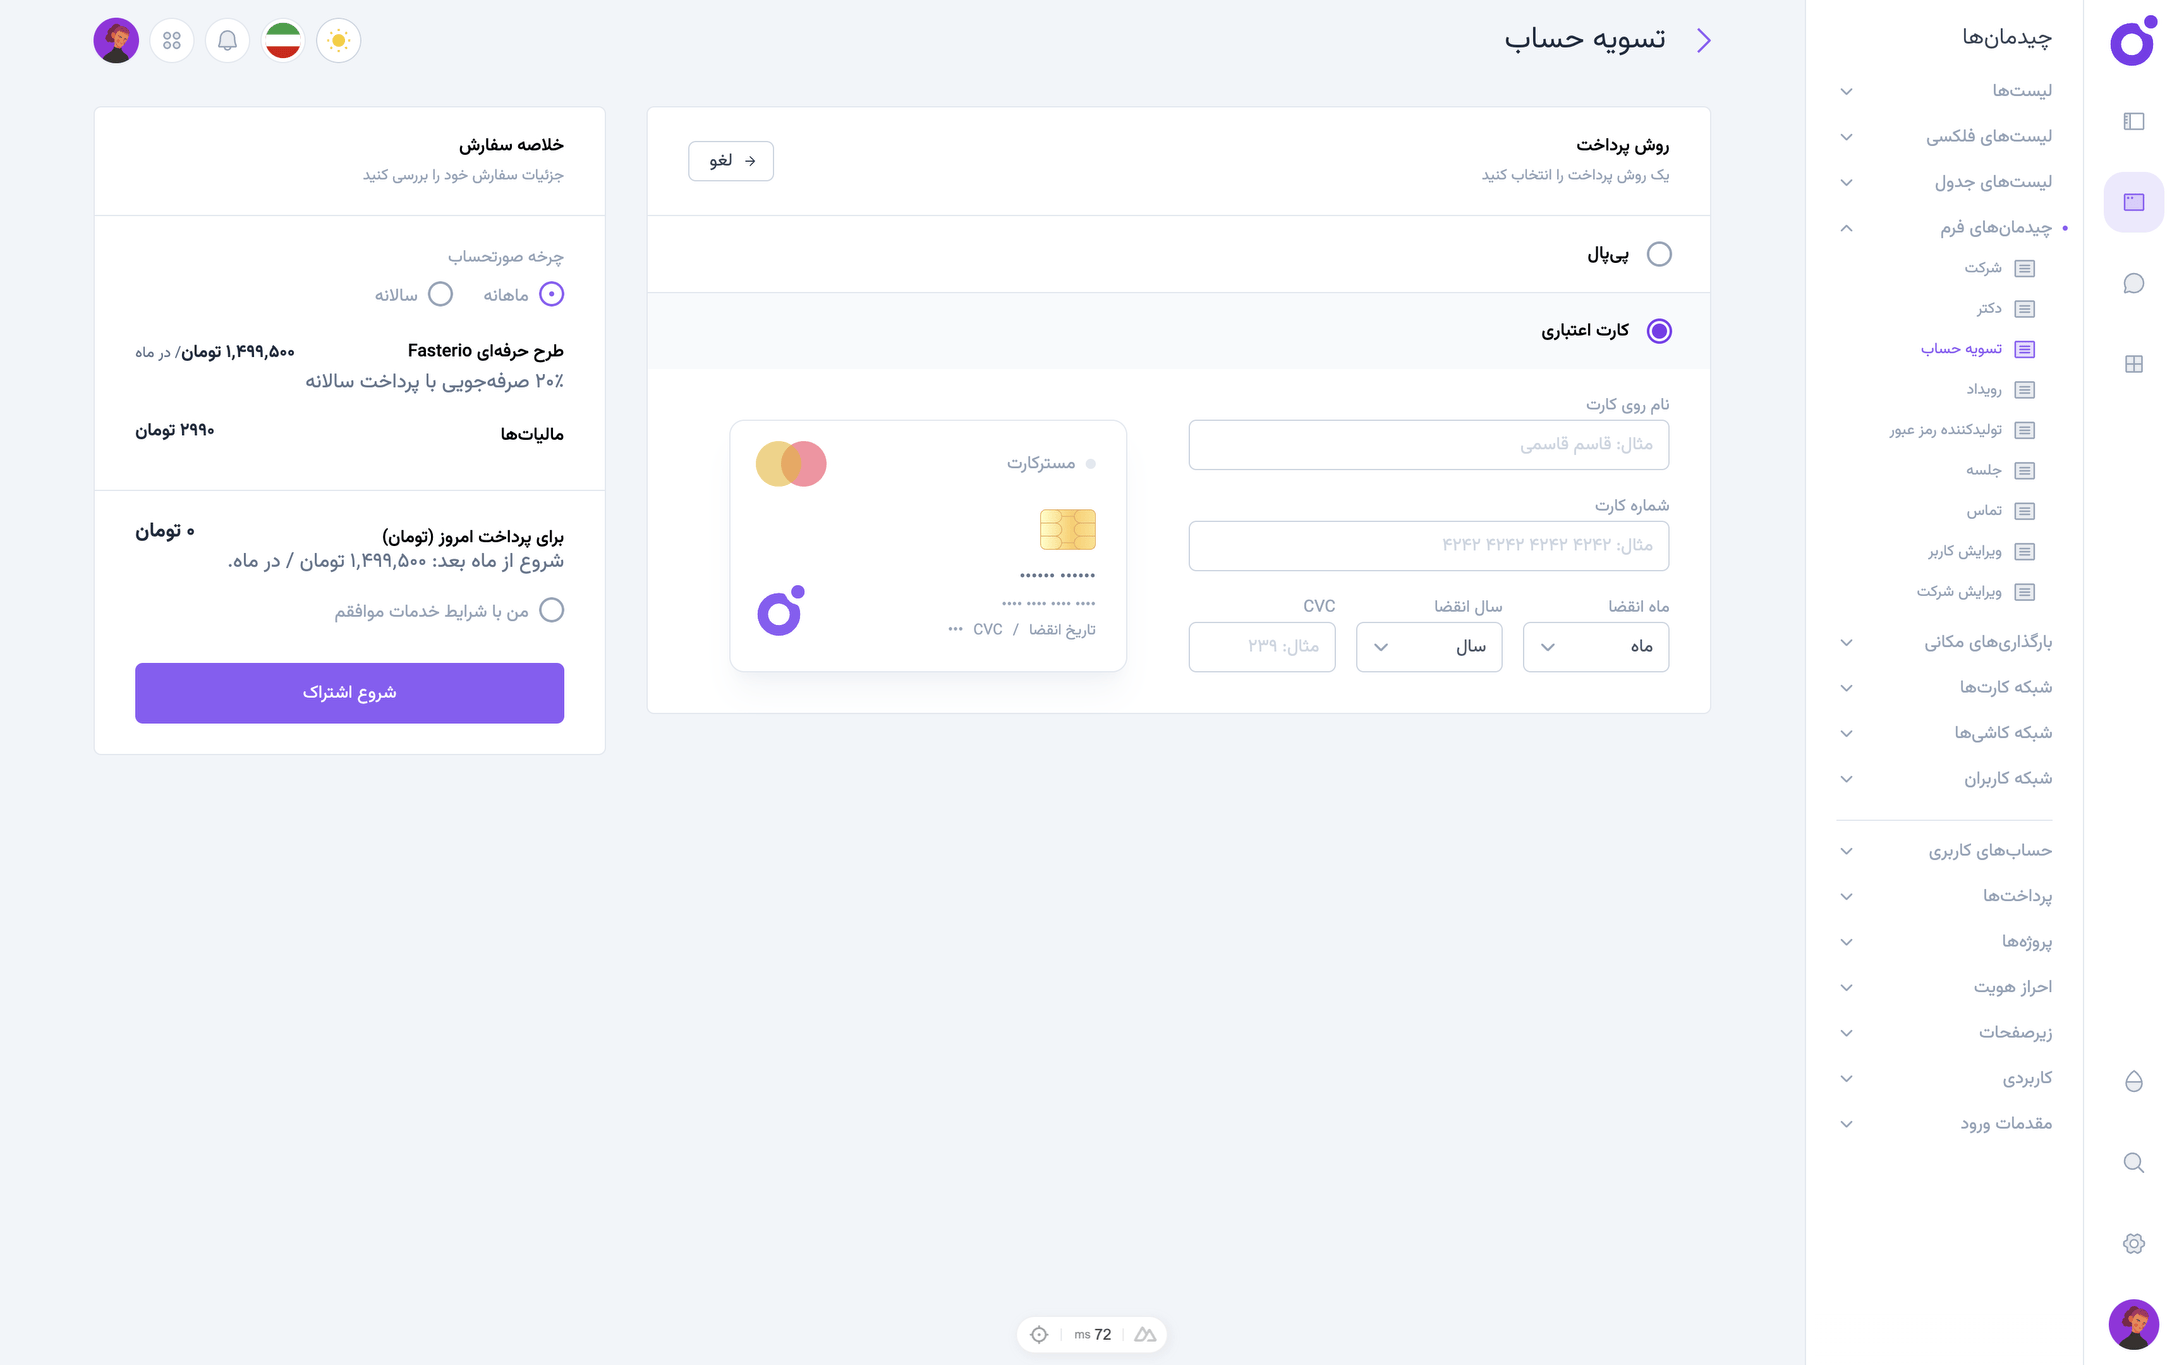 چیدمان‌ها
لیست‌ها
لیست‌های فلکسی
لیست‌های جدول
چیدمان‌های فرم
شرکت
دکتر
تسویه حساب
رویداد
تولیدکننده رمز عبور
جلسه
تماس
ویرایش کاربر
ویرایش شرکت
بارگذاری‌های مکانی
شبکه کارت‌ها
شبکه کاشی‌ها
شبکه کاربران
حساب‌های کاربری
پرداخت‌ها
پروژه‌ها
احراز هویت
زیرصفحات
کاربردی
مقدمات ورود
تسویه حساب
روش پرداخت
یک روش پرداخت را انتخاب کنید
لغو
پی‌پال
کارت اعتباری
نام روی کارت
مثال: قاسم قاسمی
شماره کارت
مثال: ۴۲۴۲ ۴۲۴۲ ۴۲۴۲ ۴۲۴۲
ماه انقضا
ماه
سال انقضا
سال
CVC
مثال: ۲۳۹
مسترکارت
•••••• ••••••
•••• •••• •••• ••••
تاریخ انقضا / CVC •••
خلاصه سفارش
جزئیات سفارش خود را بررسی کنید
چرخه صورتحساب
ماهانه
سالانه
طرح حرفه‌ای Fasterio
۱,۴۹۹,۵۰۰ تومان/ در ماه
۲۰٪ صرفه‌جویی با پرداخت سالانه
مالیات‌ها
۲۹۹۰ تومان
برای پرداخت امروز (تومان)
۰ تومان
شروع از ماه بعد: ۱,۴۹۹,۵۰۰ تومان / در ماه.
من با شرایط خدمات موافقم
شروع اشتراک
72 ms